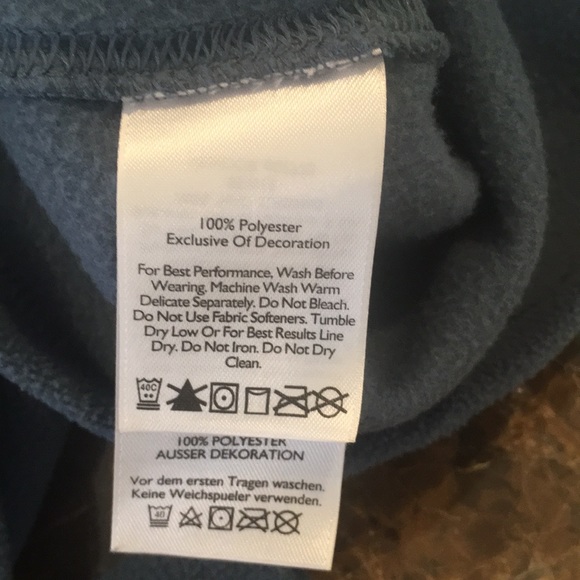 100% Polyester
Exclusive Of Decoration
For Best Performance, Wash Before
Wearing. Machine Wash Warm
Delicate Separately. Do Not Bleach.
Do Not Use Fabric Softeners. Tumble
Dry Low Or For Best Results Line
Dry. Do Not Iron. Do Not Dry
Clean.
40C
100% POLYESTER
AUSSER DEKORATION
Vor dem ersten Tragen waschen.
Keine Weichspueler verwenden.
40